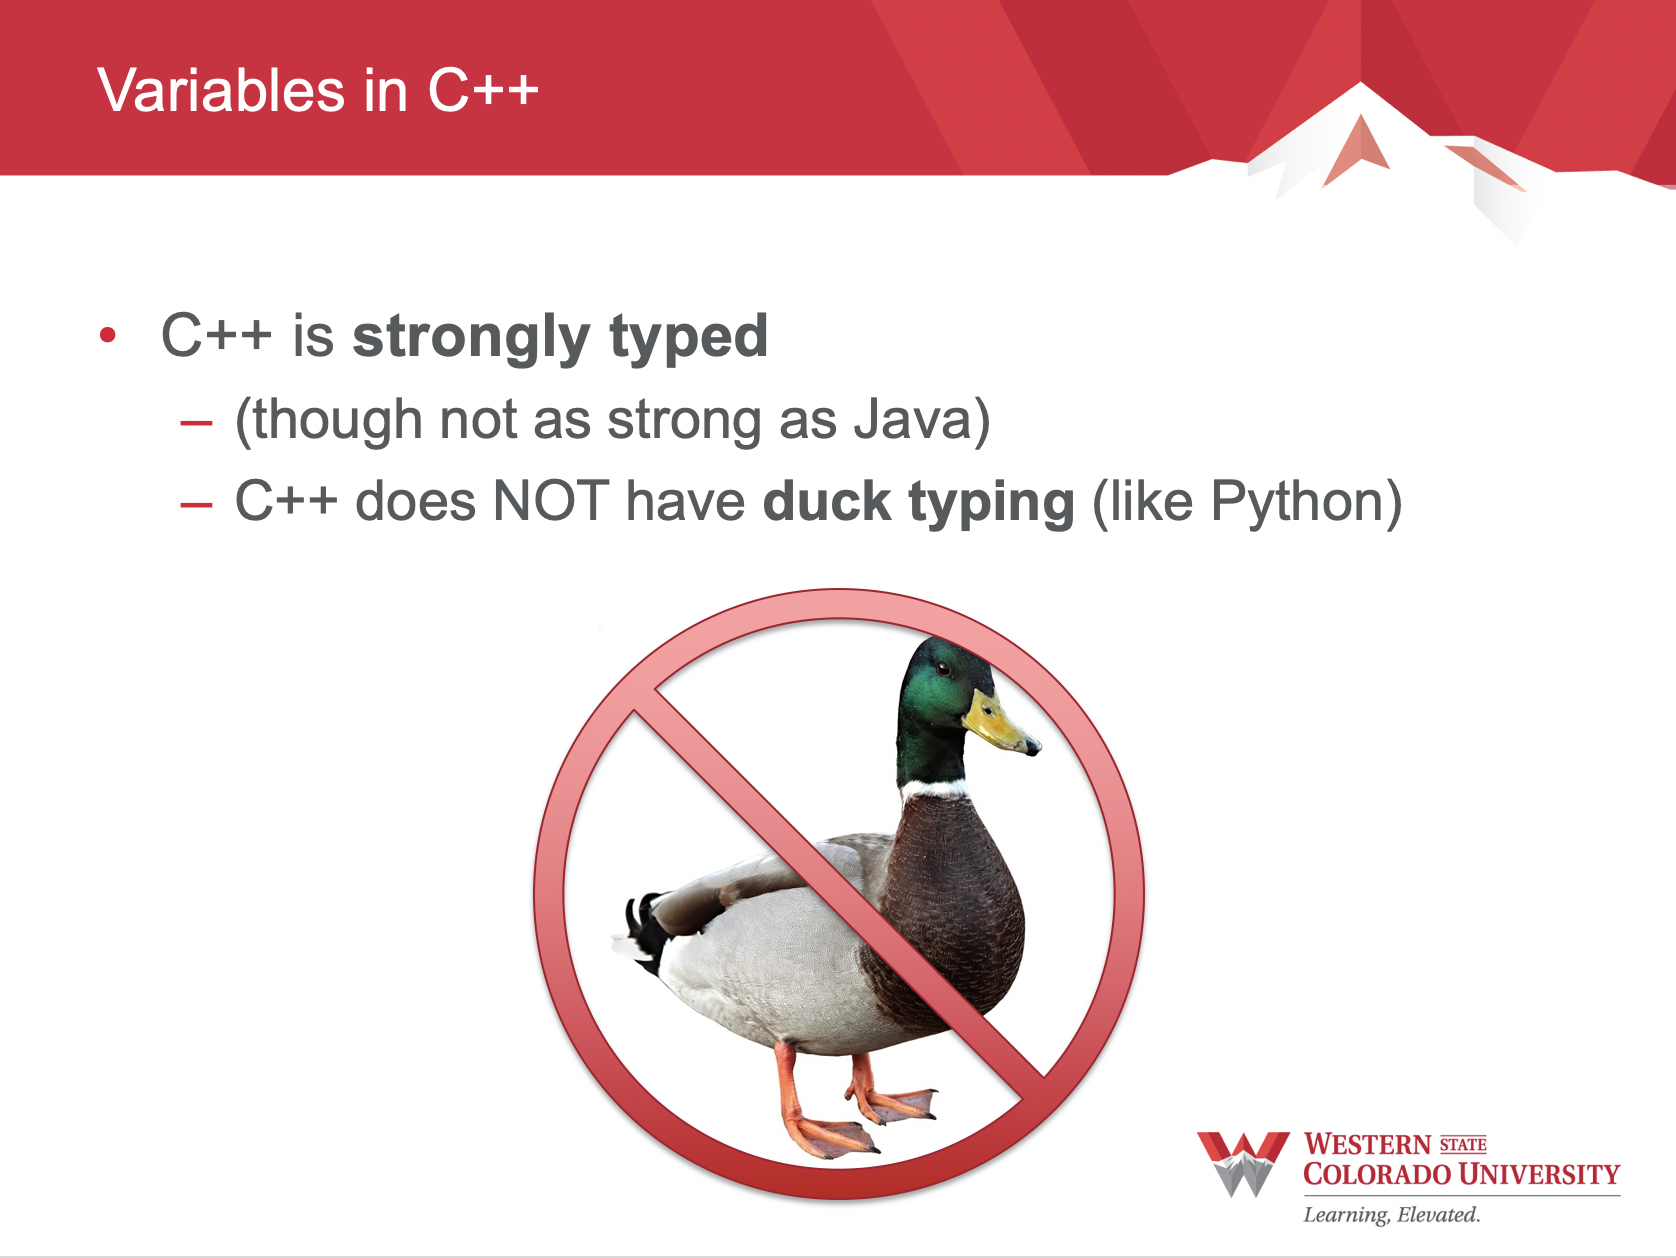 Variables in C++
• C++ is strongly typed
– (though not as strong as Java)
– C++ does NOT have duck typing (like Python)
WESTERN STATE
COLORADO UNIVERSITY
Learning, Elevated.